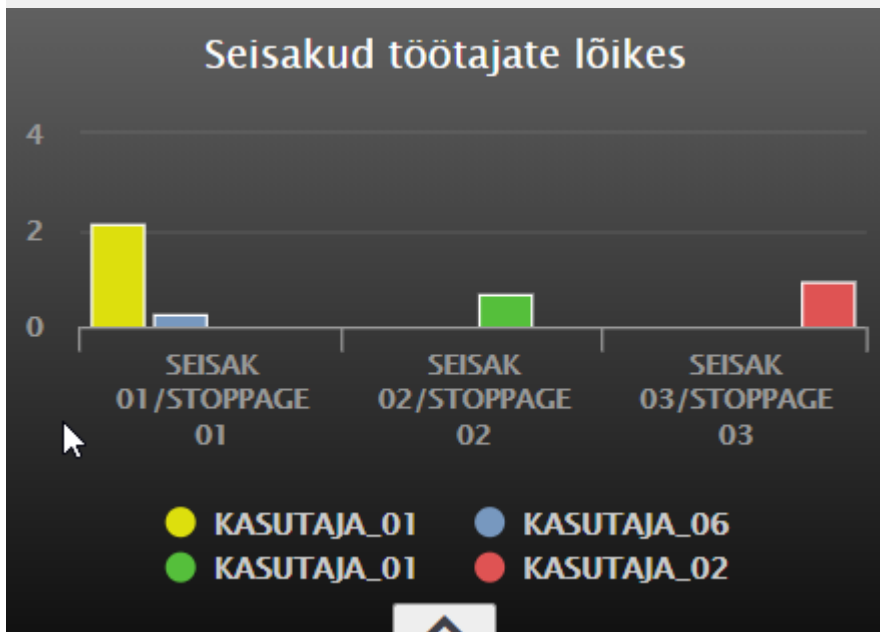 Seisakud töötajate lõikes
4
2
0
SEISAK
01/STOPPAGE
01
SEISAK
02/STOPPAGE
02
SEISAK
03/STOPPAGE
03
KASUTAJA_01
KASUTAJA_06
KASUTAJA_01
KASUTAJA_02